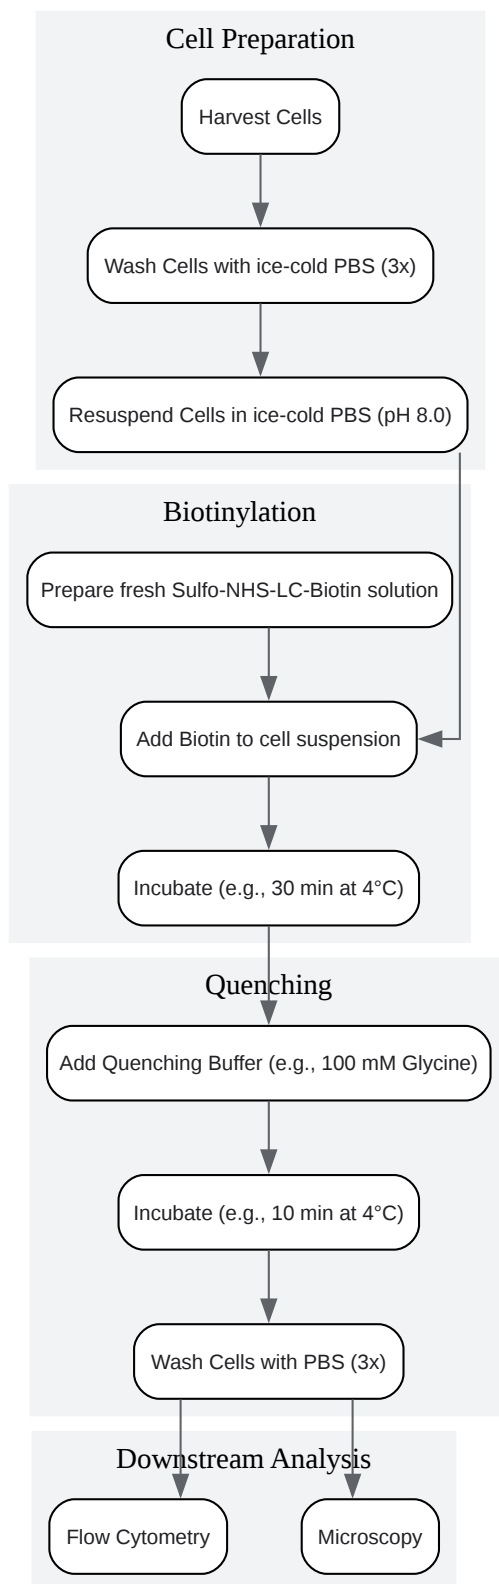 Cell Preparation
Harvest Cells
Wash Cells with ice-cold PBS (3x)
Resuspend Cells in ice-cold PBS (pH 8.0)
Biotinylation
Prepare fresh Sulfo-NHS-LC-Biotin solution
Add Biotin to cell suspension
Incubate (e.g., 30 min at 4°C)
Quenching
Add Quenching Buffer (e.g., 100 mM Glycine)
Incubate (e.g., 10 min at 4°C)
Wash Cells with PBS (3x)
Downstream Analysis
Flow Cytometry
Microscopy